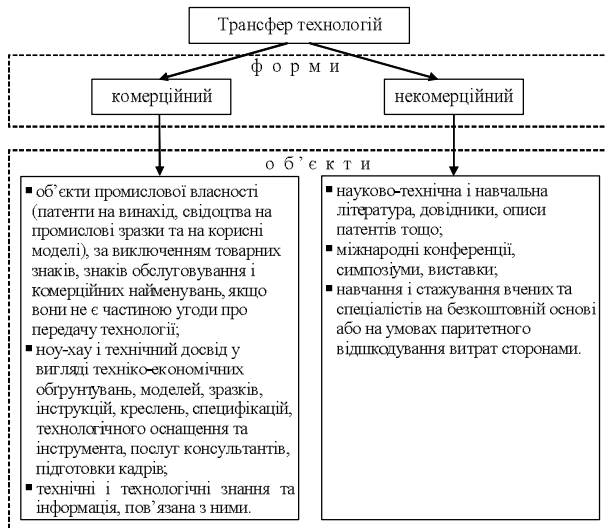 Трансфер технологій
форми
комерційний
некомерційний
об’єкти
▪ об’єкти промислової власності
(патенти на винахід, свідоцтва на
промислові зразки та на корисні
моделі), за виключенням товарних
знаків, знаків обслуговування і
комерційних найменувань, якщо
вони не є частиною угоди про
передачу технології;
▪ ноу-хау і технічний досвід у
вигляді техніко-економічних
обґрунтувань, моделей, зразків,
інструкцій, креслень, специфікацій,
технологічного оснащення та
інструмента, послуг консультантів,
підготовки кадрів;
▪ технічні і технологічні знання та
інформація, пов’язана з ними.
▪ науково-технічна і навчальна
література, довідники, описи
патентів тощо;
▪ міжнародні конференції,
симпозіуми, виставки;
▪ навчання і стажування вчених та
спеціалістів на безкоштовній основі
або на умовах паритетного
відшкодування витрат сторонами.